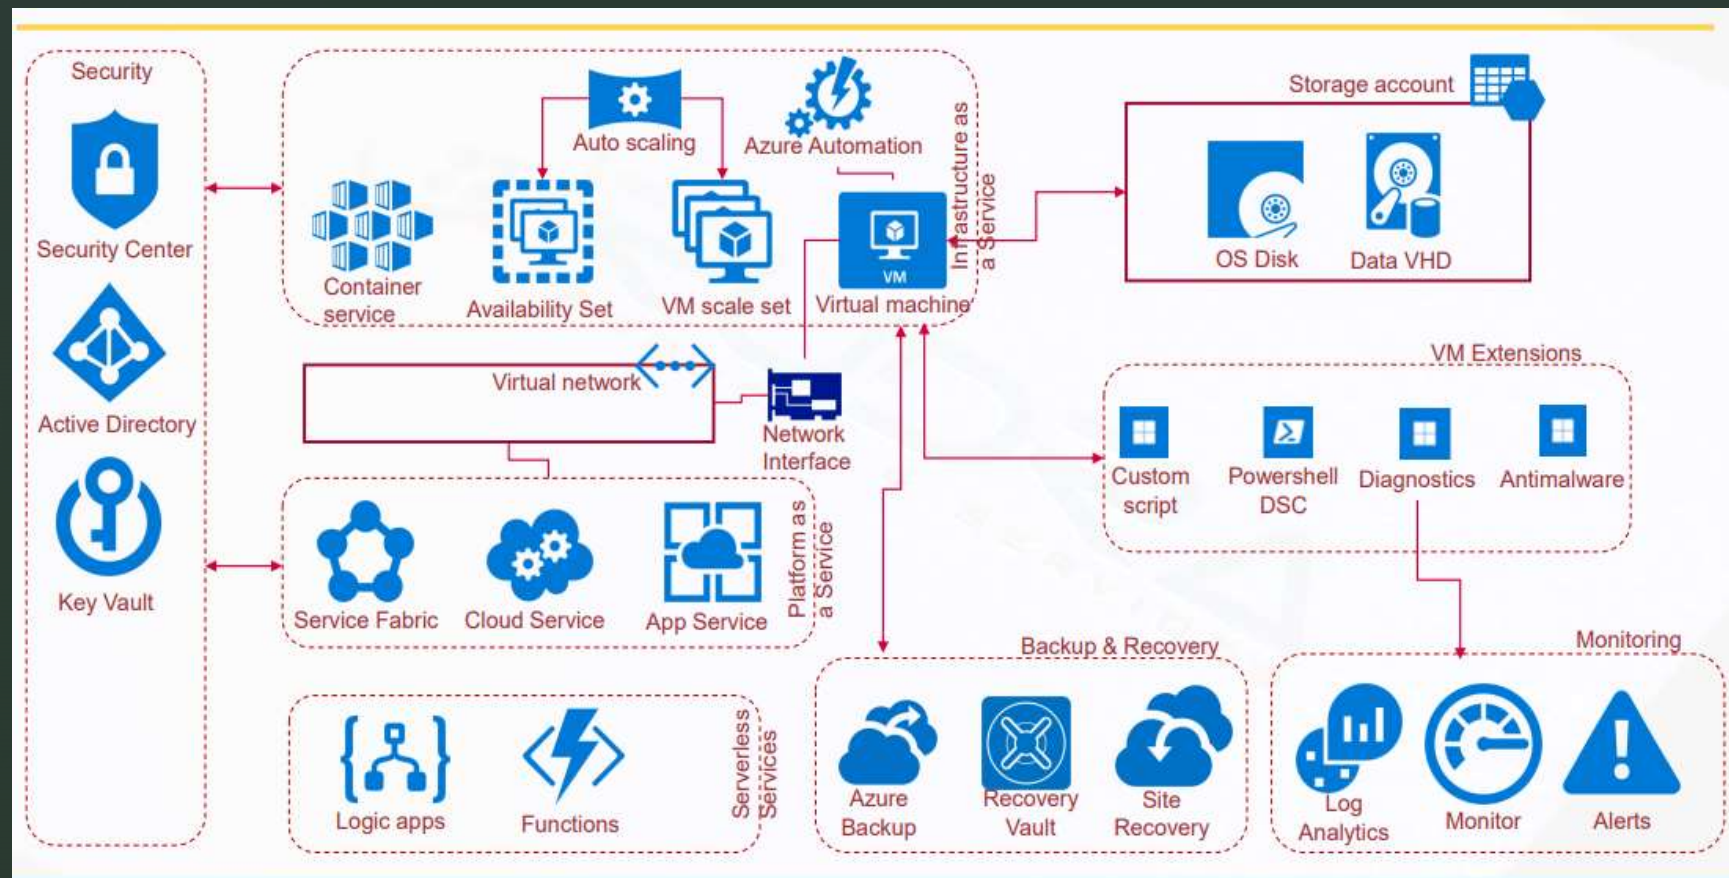 Security
Security Center
Active Directory
Key Vault
Auto scaling
Azure Automation
Container
service
Availability Set
VM scale set
VM
Virtual machine
Infrastructure as
a Service
Storage account
OS Disk
Data VHD
Virtual network
Network
Interface
VM Extensions
Custom
script
Powershell
DSC
Diagnostics
Antimalware
Service Fabric
Cloud Service
App Service
Platform as
a Service
Backup & Recovery
Azure
Backup
Recovery
Vault
Site
Recovery
Monitoring
Log
Analytics
Monitor
Alerts
Logic apps
Functions
Serverless
Services